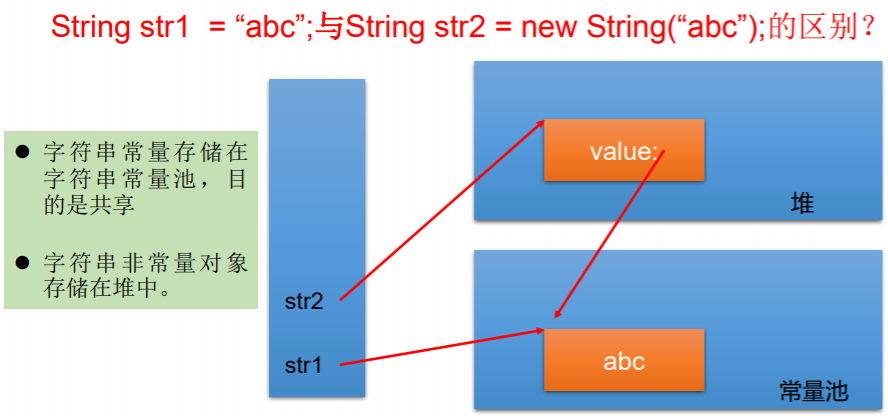 String str1 = “abc”;与String str2 = new String(“abc”);的区别？
● 字符串常量存储在
字符串常量池，目
的是共享
● 字符串非常量对象
存储在堆中。
str2
str1
value:
堆
abc
常量池